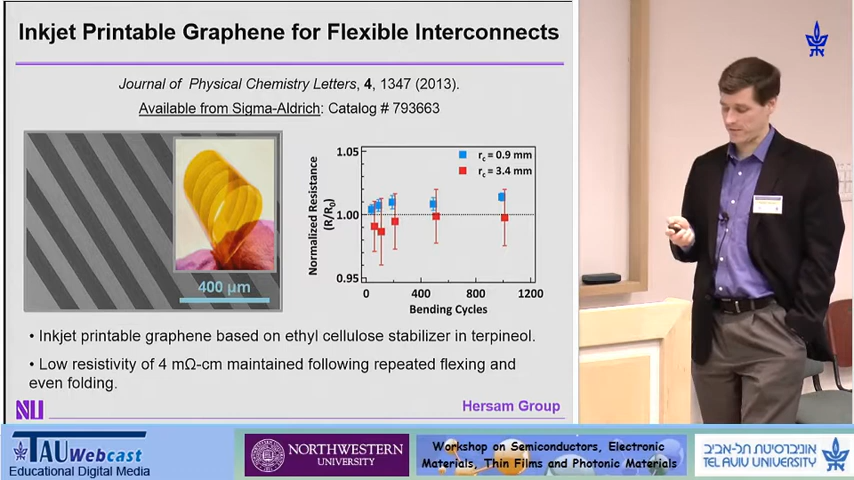 Inkjet Printable Graphene for Flexible Interconnects
Journal of Physical Chemistry Letters, 4, 1347 (2013).
Available from Sigma-Aldrich: Catalog # 793663
400 µm
Normalized Resistance
(R/R₀)
1.05
1.00
0.95
r_c = 0.9 mm
r_c = 3.4 mm
0
400
800
1200
Bending Cycles
• Inkjet printable graphene based on ethyl cellulose stabilizer in terpineol.
• Low resistivity of 4 mΩ-cm maintained following repeated flexing and
even folding.
NU
Hersam Group
TAU Webcast
Educational Digital Media
NORTHWESTERN
UNIVERSITY
Workshop on Semiconductors, Electronic
Materials, Thin Films and Photonic Materials
אוניברסיטת תל-אביב
TEL AVIV UNIVERSITY